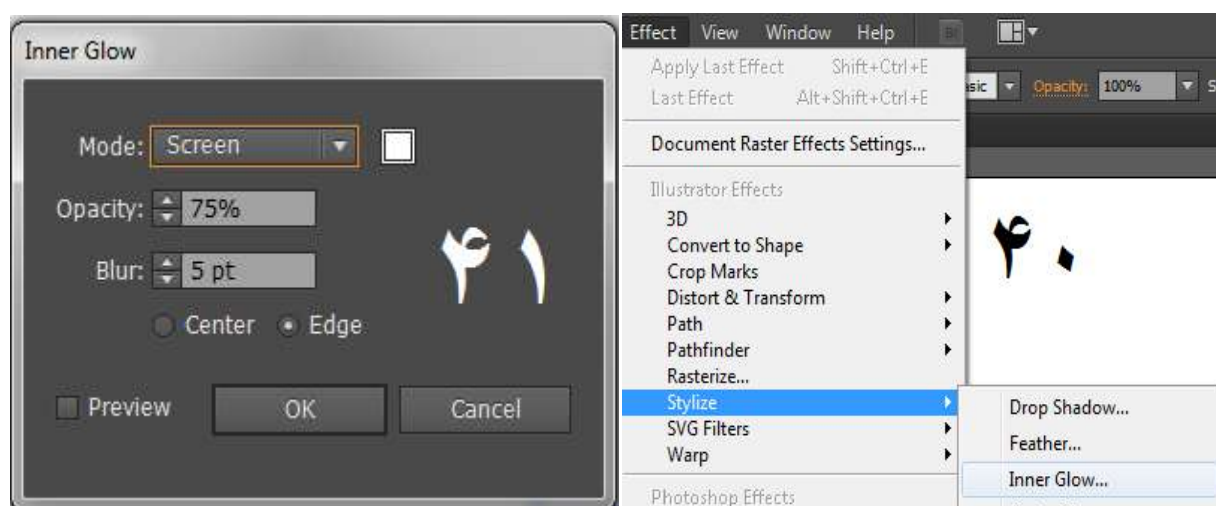 Inner Glow
Mode: Screen
Opacity: 75%
Blur: 5 pt
۴۱
Center Edge
Preview OK Cancel
Effect View Window Help
Apply Last Effect Shift+Ctrl+E
Last Effect Alt+Shift+Ctrl+E
Opacity: 100%
Document Raster Effects Settings...
Illustrator Effects
3D
Convert to Shape
Crop Marks
Distort & Transform
Path
Pathfinder
Rasterize...
Stylize
SVG Filters
Warp
Photoshop Effects
۴۰
Drop Shadow...
Feather...
Inner Glow...